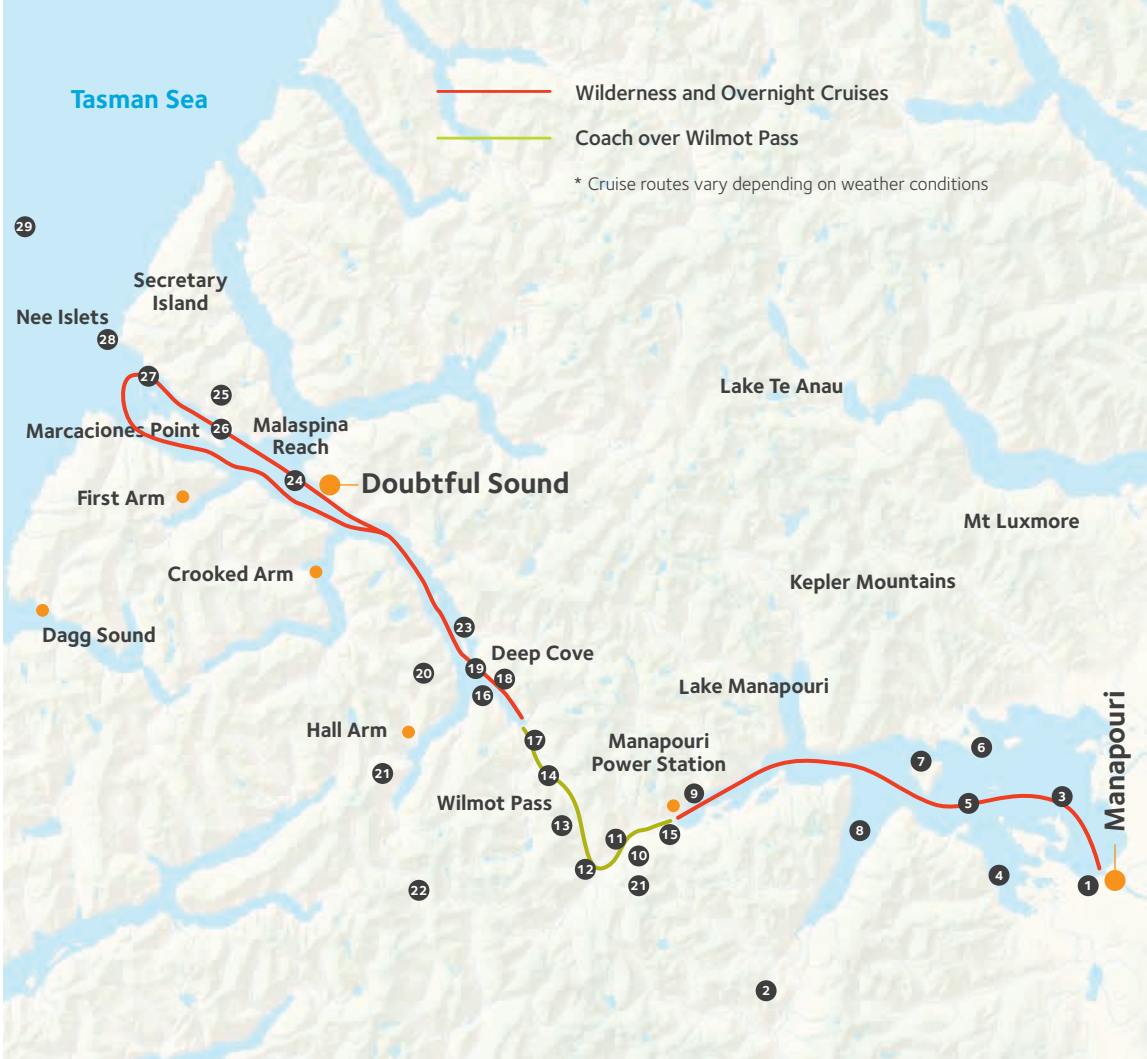 Tasman Sea
Wilderness and Overnight Cruises
Coach over Wilmot Pass
* Cruise routes vary depending on weather conditions
29
Secretary
Island
Nee Islets
28
27
25
Lake Te Anau
Marcaciones Point
26
Malaspina
Reach
24
Doubtful Sound
First Arm
Mt Luxmore
Crooked Arm
Kepler Mountains
Dagg Sound
23
Deep Cove
19
18
20
16
Lake Manapouri
Hall Arm
17
Manapouri
Power Station
6
7
Manapouri
21
14
9
3
5
Wilmot Pass
13
11
15
8
10
12
21
4
1
22
2